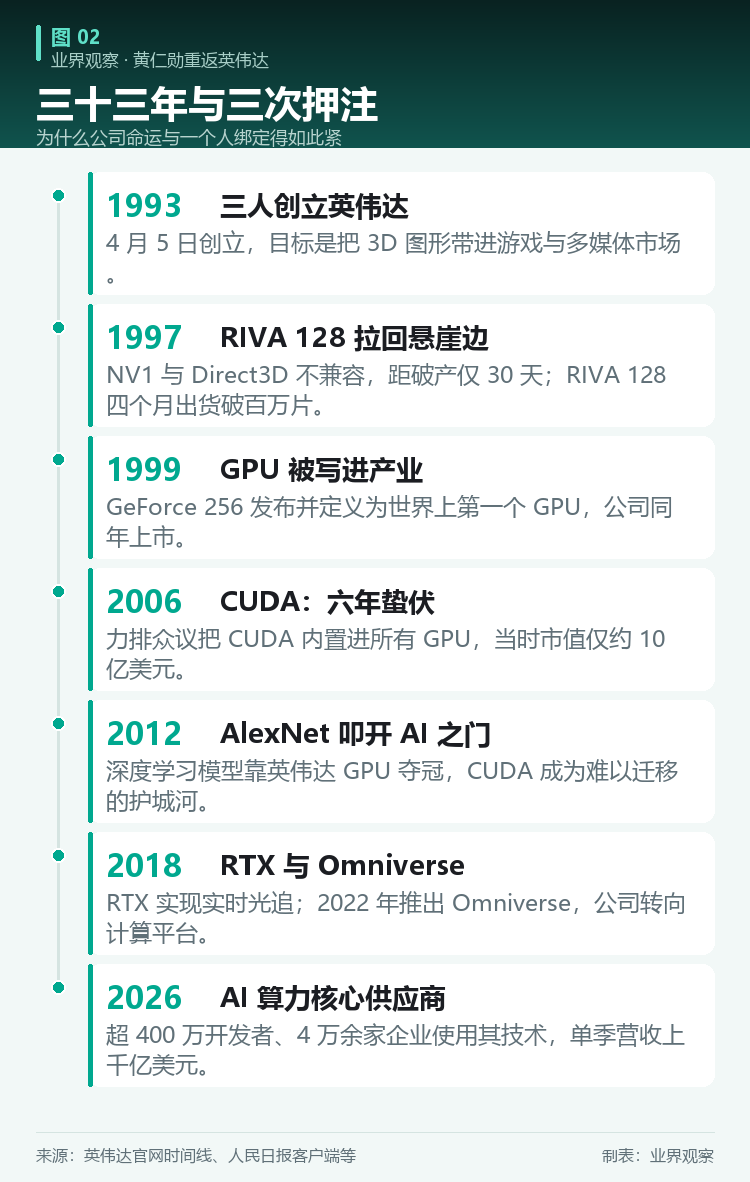 图 02
业界观察 · 黄仁勋重返英伟达
三十三年与三次押注
为什么公司命运与一个人绑定得如此紧
1993 三人创立英伟达
4 月 5 日创立，目标是把 3D 图形带进游戏与多媒体市场
。
1997 RIVA 128 拉回悬崖边
NV1 与 Direct3D 不兼容，距破产仅 30 天；RIVA 128
四个月出货破百万片。
1999 GPU 被写进产业
GeForce 256 发布并定义为世界上第一个 GPU，公司同
年上市。
2006 CUDA：六年蛰伏
力排众议把 CUDA 内置进所有 GPU，当时市值仅约 10
亿美元。
2012 AlexNet 叩开 AI 之门
深度学习模型靠英伟达 GPU 夺冠，CUDA 成为难以迁移
的护城河。
2018 RTX 与 Omniverse
RTX 实现实时光追；2022 年推出 Omniverse，公司转向
计算平台。
2026 AI 算力核心供应商
超 400 万开发者、4 万余家企业使用其技术，单季营收上
千亿美元。
来源：英伟达官网时间线、人民日报客户端等
制表：业界观察